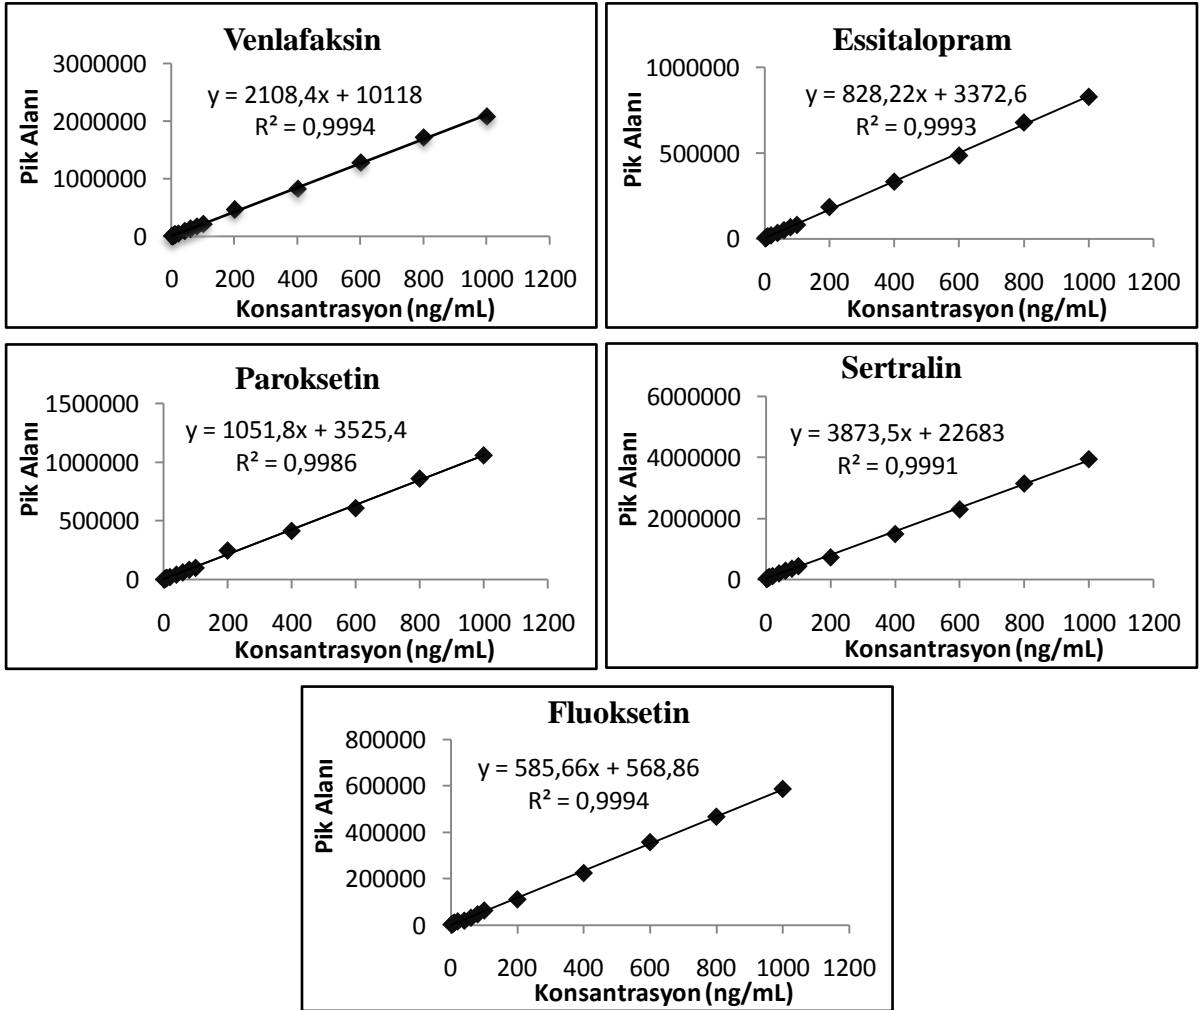 Venlafaksin
3000000
2000000
1000000
0
Pik Alanı
y = 2108,4x + 10118
R² = 0,9994
0 200 400 600 800 1000 1200
Konsantrasyon (ng/mL)
Essitalopram
1000000
500000
0
Pik Alanı
y = 828,22x + 3372,6
R² = 0,9993
0 200 400 600 800 1000 1200
Konsantrasyon (ng/mL)
Paroksetin
1500000
1000000
500000
0
Pik Alanı
y = 1051,8x + 3525,4
R² = 0,9986
0 200 400 600 800 1000 1200
Konsantrasyon (ng/mL)
Sertralin
6000000
4000000
2000000
0
Pik Alanı
y = 3873,5x + 22683
R² = 0,9991
0 200 400 600 800 1000 1200
Konsantrasyon (ng/mL)
Fluoksetin
800000
600000
400000
200000
0
Pik Alanı
y = 585,66x + 568,86
R² = 0,9994
0 200 400 600 800 1000 1200
Konsantrasyon (ng/mL)